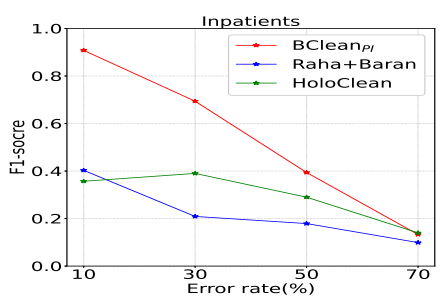 Inpatients
1.0
0.8
0.6
0.4
0.2
0.0
F1-socre
BClean_PI
Raha+Baran
HoloClean
10 30 50 70
Error rate(%)